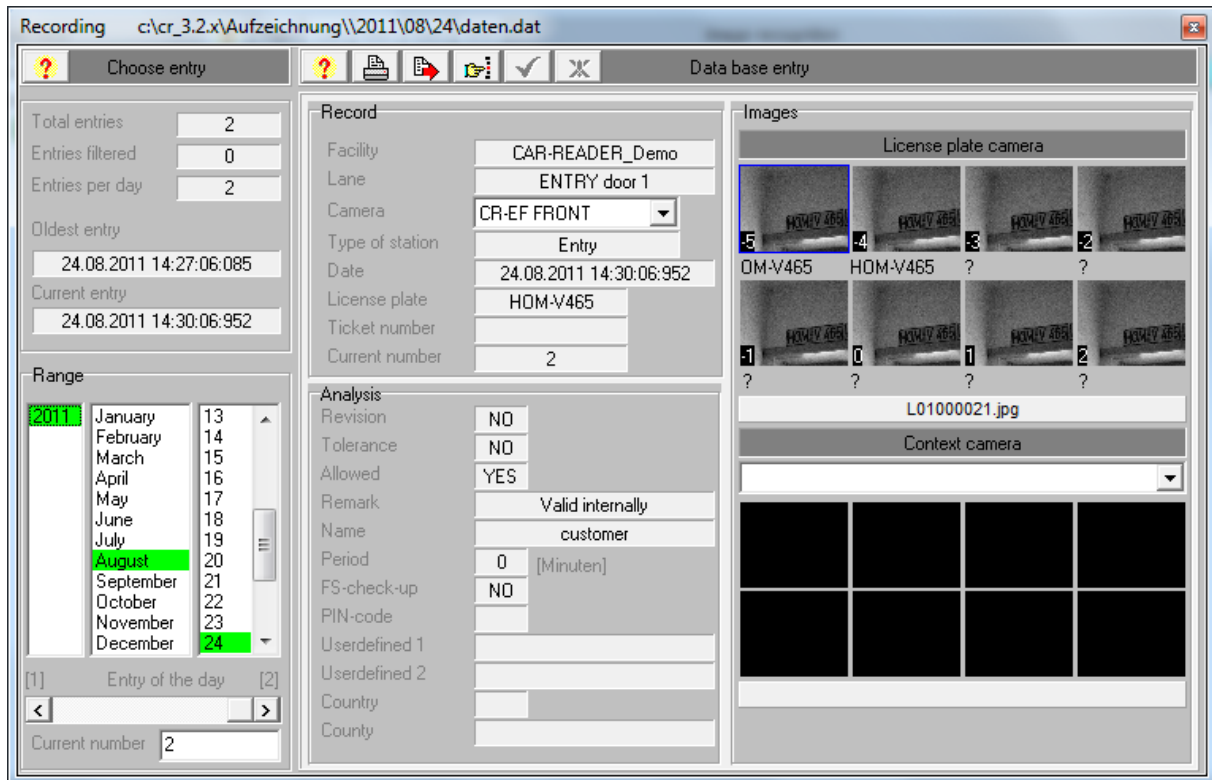 Recording c:\cr_3.2.x\Aufzeichnung\\2011\08\24\daten.dat
? Choose entry
? Data base entry
Total entries 2
Entries filtered 0
Entries per day 2
Oldest entry
24.08.2011 14:27:06:085
Current entry
24.08.2011 14:30:06:952
Range
2011
January
February
March
April
May
June
July
August
September
October
November
December
13
14
15
16
17
18
19
20
21
22
23
24
[1] Entry of the day [2]
Current number 2
Record
Facility CAR-READER_Demo
Lane ENTRY door 1
Camera CR-EF FRONT
Type of station Entry
Date 24.08.2011 14:30:06:952
License plate HOM-V465
Ticket number
Current number 2
Analysis
Revision NO
Tolerance NO
Allowed YES
Remark Valid internally
Name customer
Period 0 [Minuten]
FS-check-up NO
PIN-code
Userdefined 1
Userdefined 2
Country
County
Images
License plate camera
-5 -4 -3 -2
OM-V465 HOM-V465 ? ?
-1 0 1 2
? ? ? ?
L01000021.jpg
Context camera